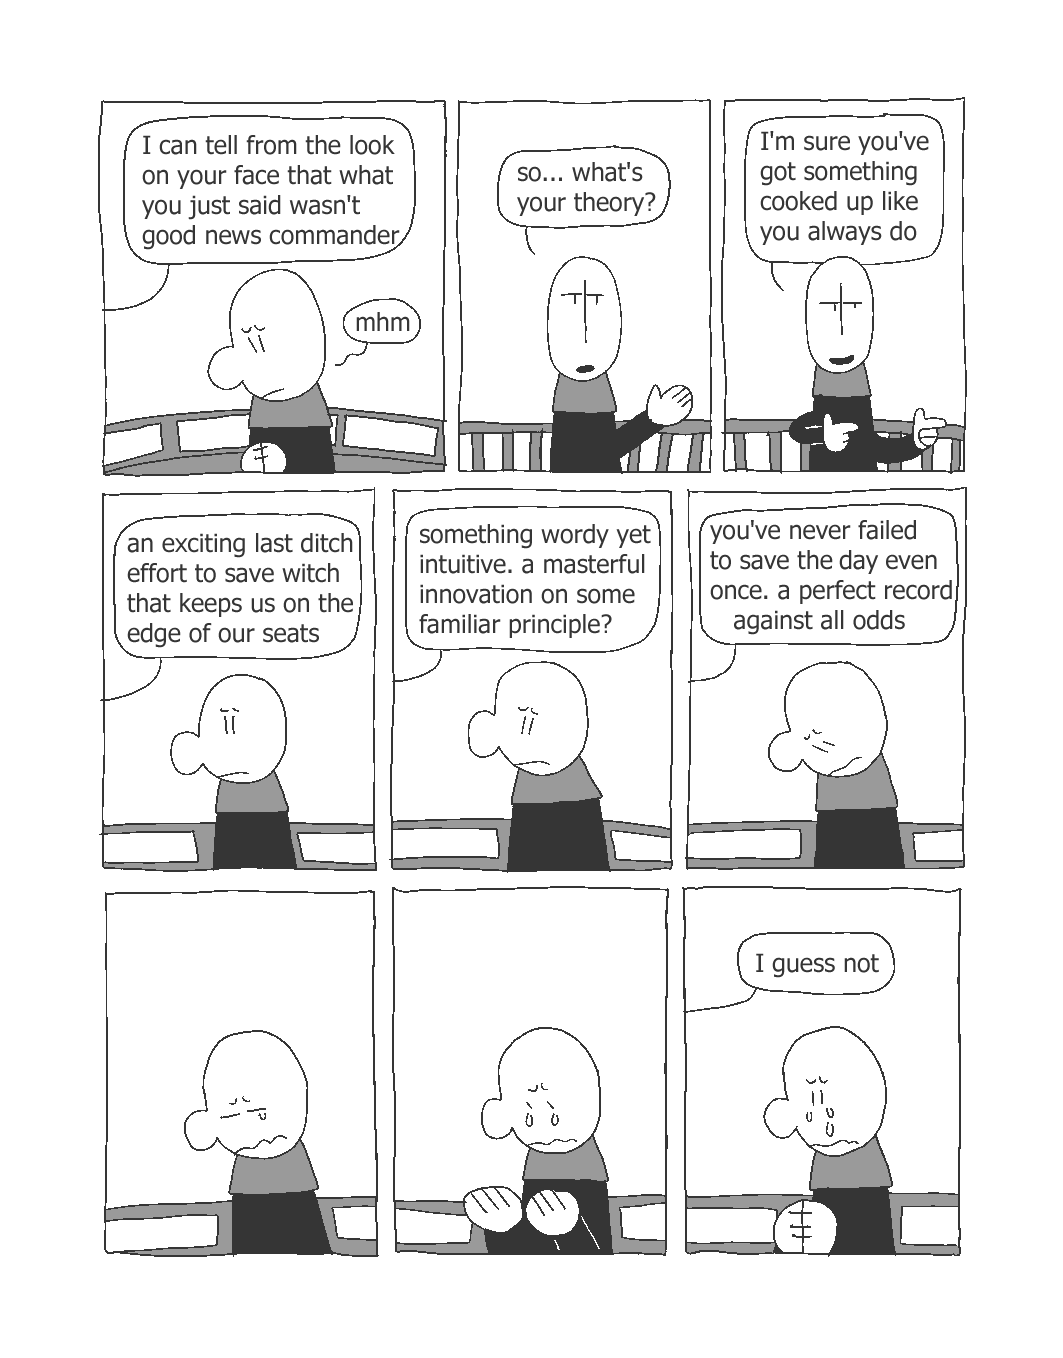 I can tell from the look
on your face that what
you just said wasn't
good news commander
mhm
so... what's
your theory?
I'm sure you've
got something
cooked up like
you always do
an exciting last ditch
effort to save witch
that keeps us on the
edge of our seats
something wordy yet
intuitive. a masterful
innovation on some
familiar principle?
you've never failed
to save the day even
once. a perfect record
against all odds
I guess not